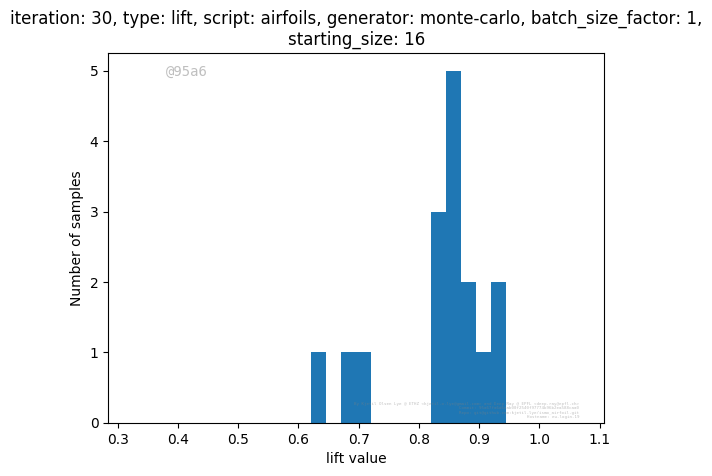 iteration: 30, type: lift, script: airfoils, generator: monte-carlo, batch_size_factor: 1,
starting_size: 16
@95a6
5
4
3
2
1
0
Number of samples
0.3 0.4 0.5 0.6 0.7 0.8 0.9 1.0 1.1
lift value